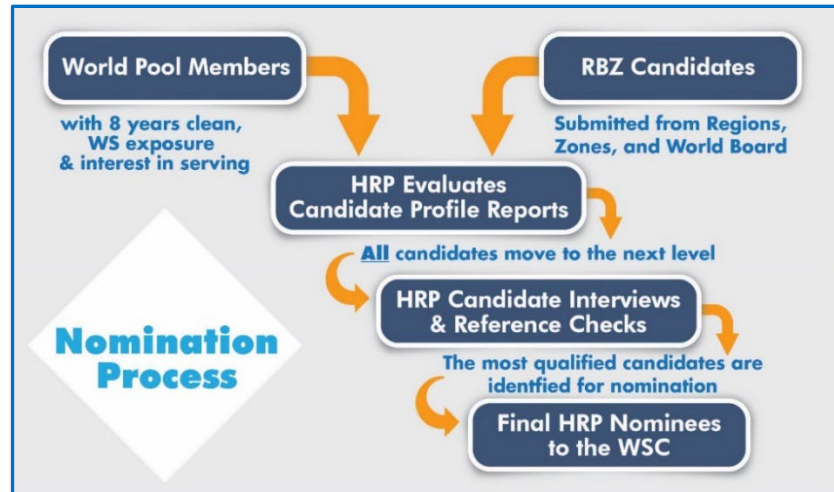 World Pool Members
with 8 years clean,
WS exposure
& interest in serving
RBZ Candidates
Submitted from Regions,
Zones, and World Board
HRP Evaluates
Candidate Profile Reports
All candidates move to the next level
HRP Candidate Interviews
& Reference Checks
The most qualified candidates are
identfied for nomination
Final HRP Nominees
to the WSC
Nomination
Process